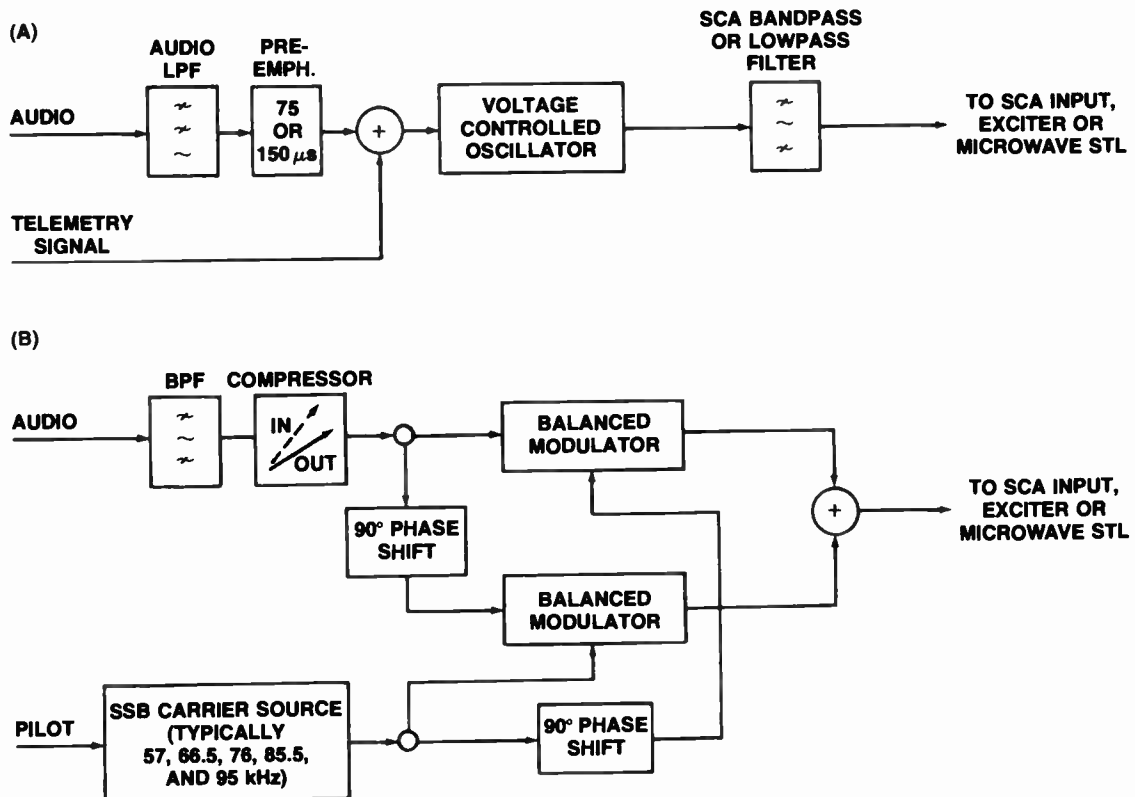 (A)
AUDIO
LPF
PRE-
EMPH.
SCA BANDPASS
OR LOWPASS
FILTER
AUDIO
75
OR
150 μs
+
VOLTAGE
CONTROLLED
OSCILLATOR
TO SCA INPUT,
EXCITER OR
MICROWAVE STL
TELEMETRY
SIGNAL
(B)
BPF
COMPRESSOR
AUDIO
IN
OUT
BALANCED
MODULATOR
90° PHASE
SHIFT
+
TO SCA INPUT,
EXCITER OR
MICROWAVE STL
BALANCED
MODULATOR
PILOT
SSB CARRIER SOURCE
(TYPICALLY
57, 66.5, 76, 85.5,
AND 95 kHz)
90° PHASE
SHIFT